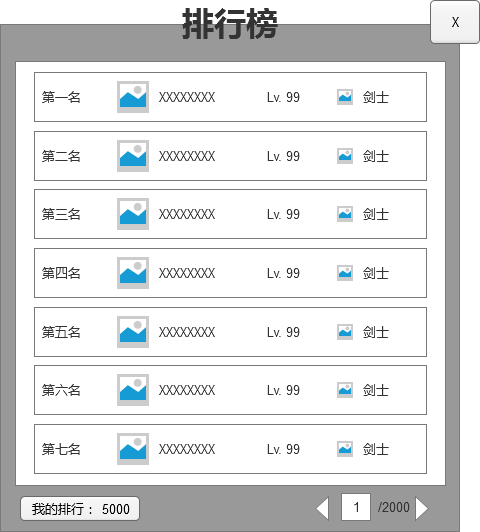 排行榜
X
第一名 XXXXXXXX Lv. 99 剑士
第二名 XXXXXXXX Lv. 99 剑士
第三名 XXXXXXXX Lv. 99 剑士
第四名 XXXXXXXX Lv. 99 剑士
第五名 XXXXXXXX Lv. 99 剑士
第六名 XXXXXXXX Lv. 99 剑士
第七名 XXXXXXXX Lv. 99 剑士
我的排行： 5000 1 /2000